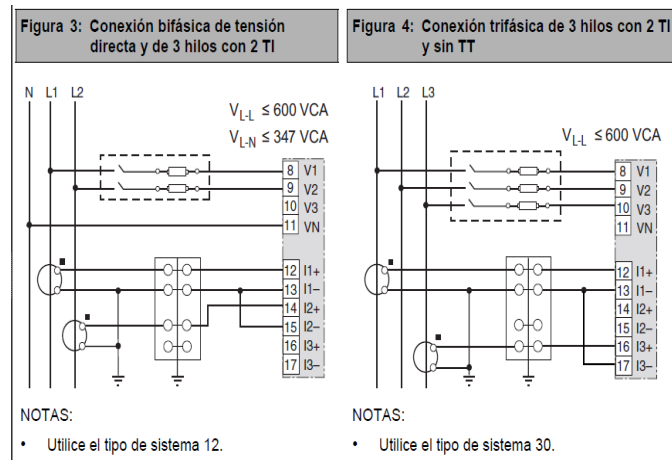 Figura 3: Conexión bifásica de tensión
directa y de 3 hilos con 2 TI
N L1 L2
VL-L ≤ 600 VCA
VL-N ≤ 347 VCA
8 V1
9 V2
10 V3
11 VN
12 I1+
13 I1–
14 I2+
15 I2–
16 I3+
17 I3–
NOTAS:
• Utilice el tipo de sistema 12.
Figura 4: Conexión trifásica de 3 hilos con 2 TI
y sin TT
L1 L2 L3
VL-L ≤ 600 VCA
8 V1
9 V2
10 V3
11 VN
12 I1+
13 I1–
14 I2+
15 I2–
16 I3+
17 I3–
NOTAS:
• Utilice el tipo de sistema 30.